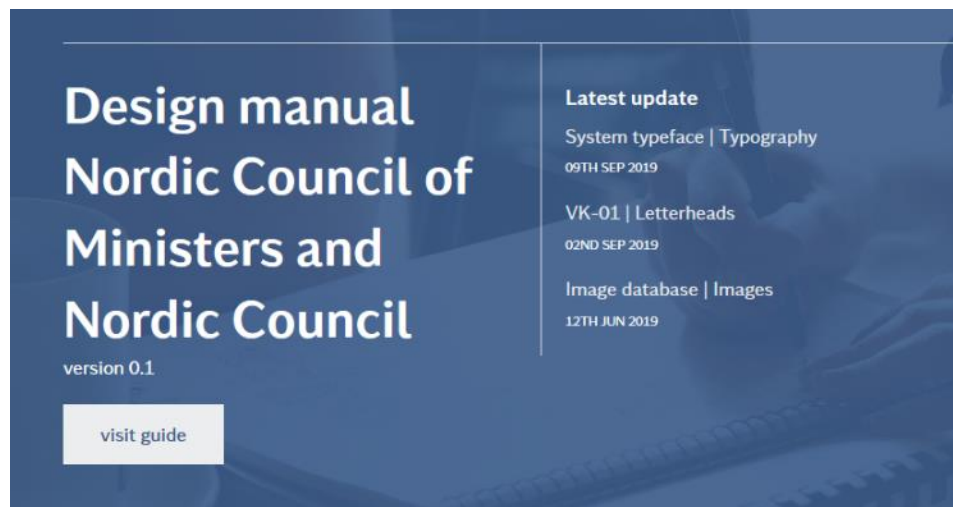 Design manual
Nordic Council of
Ministers and
Nordic Council
version 0.1
visit guide
Latest update
System typeface | Typography
09TH SEP 2019
VK-01 | Letterheads
02ND SEP 2019
Image database | Images
12TH JUN 2019